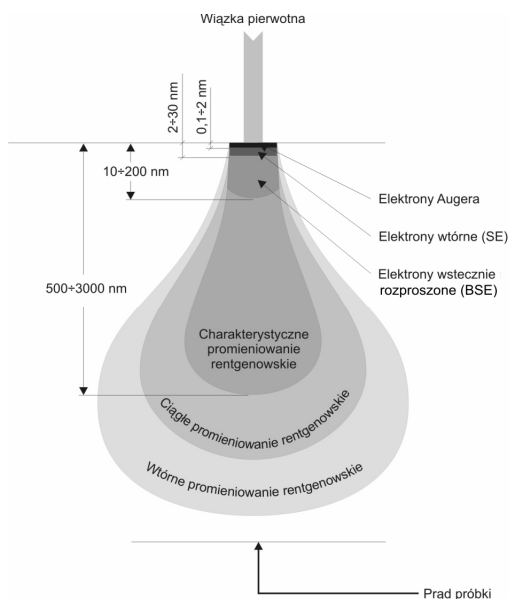 Wiązka pierwotna
2÷30 nm
0,1÷2 nm
10÷200 nm
Elektrony Augera
Elektrony wtórne (SE)
Elektrony wstecznie
rozproszone (BSE)
500÷3000 nm
Charakterystyczne
promieniowanie
rentgenowskie
Ciągłe promieniowanie rentgenowskie
Wtórne promieniowanie rentgenowskie
Prąd próbki